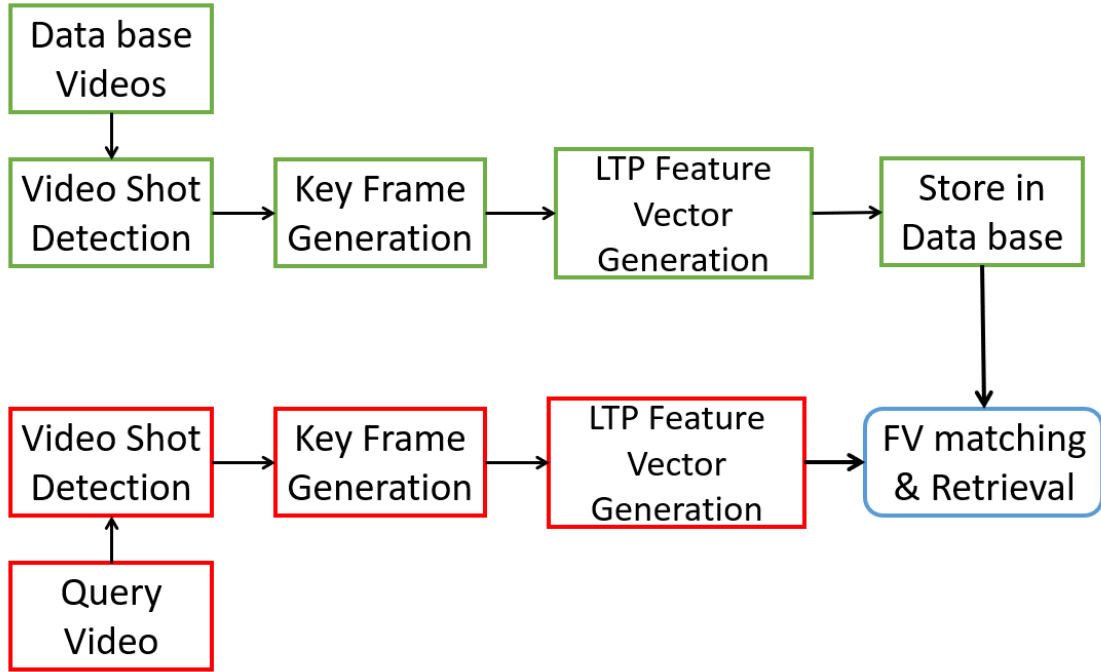 Data base
Videos
Video Shot
Detection
Key Frame
Generation
LTP Feature
Vector
Generation
Store in
Data base
Video Shot
Detection
Key Frame
Generation
LTP Feature
Vector
Generation
FV matching
& Retrieval
Query
Video